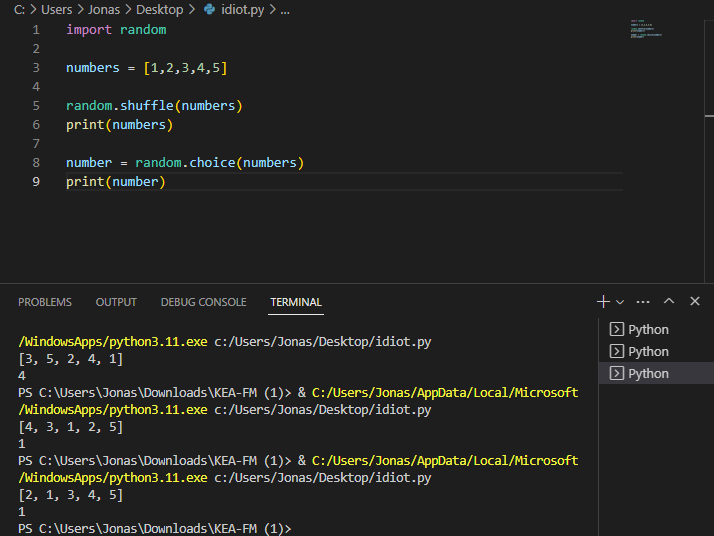 C: > Users > Jonas > Desktop > idiot.py > ...
1 import random
2
3 numbers = [1,2,3,4,5]
4
5 random.shuffle(numbers)
6 print(numbers)
7
8 number = random.choice(numbers)
9 print(number)
PROBLEMS OUTPUT DEBUG CONSOLE TERMINAL
/WindowsApps/python3.11.exe c:/Users/Jonas/Desktop/idiot.py
[3, 5, 2, 4, 1]
4
PS C:\Users\Jonas\Downloads\KEA-FM (1)> & C:/Users/Jonas/AppData/Local/Microsoft
/WindowsApps/python3.11.exe c:/Users/Jonas/Desktop/idiot.py
[4, 3, 1, 2, 5]
1
PS C:\Users\Jonas\Downloads\KEA-FM (1)> & C:/Users/Jonas/AppData/Local/Microsoft
/WindowsApps/python3.11.exe c:/Users/Jonas/Desktop/idiot.py
[2, 1, 3, 4, 5]
1
PS C:\Users\Jonas\Downloads\KEA-FM (1)>
Python
Python
Python